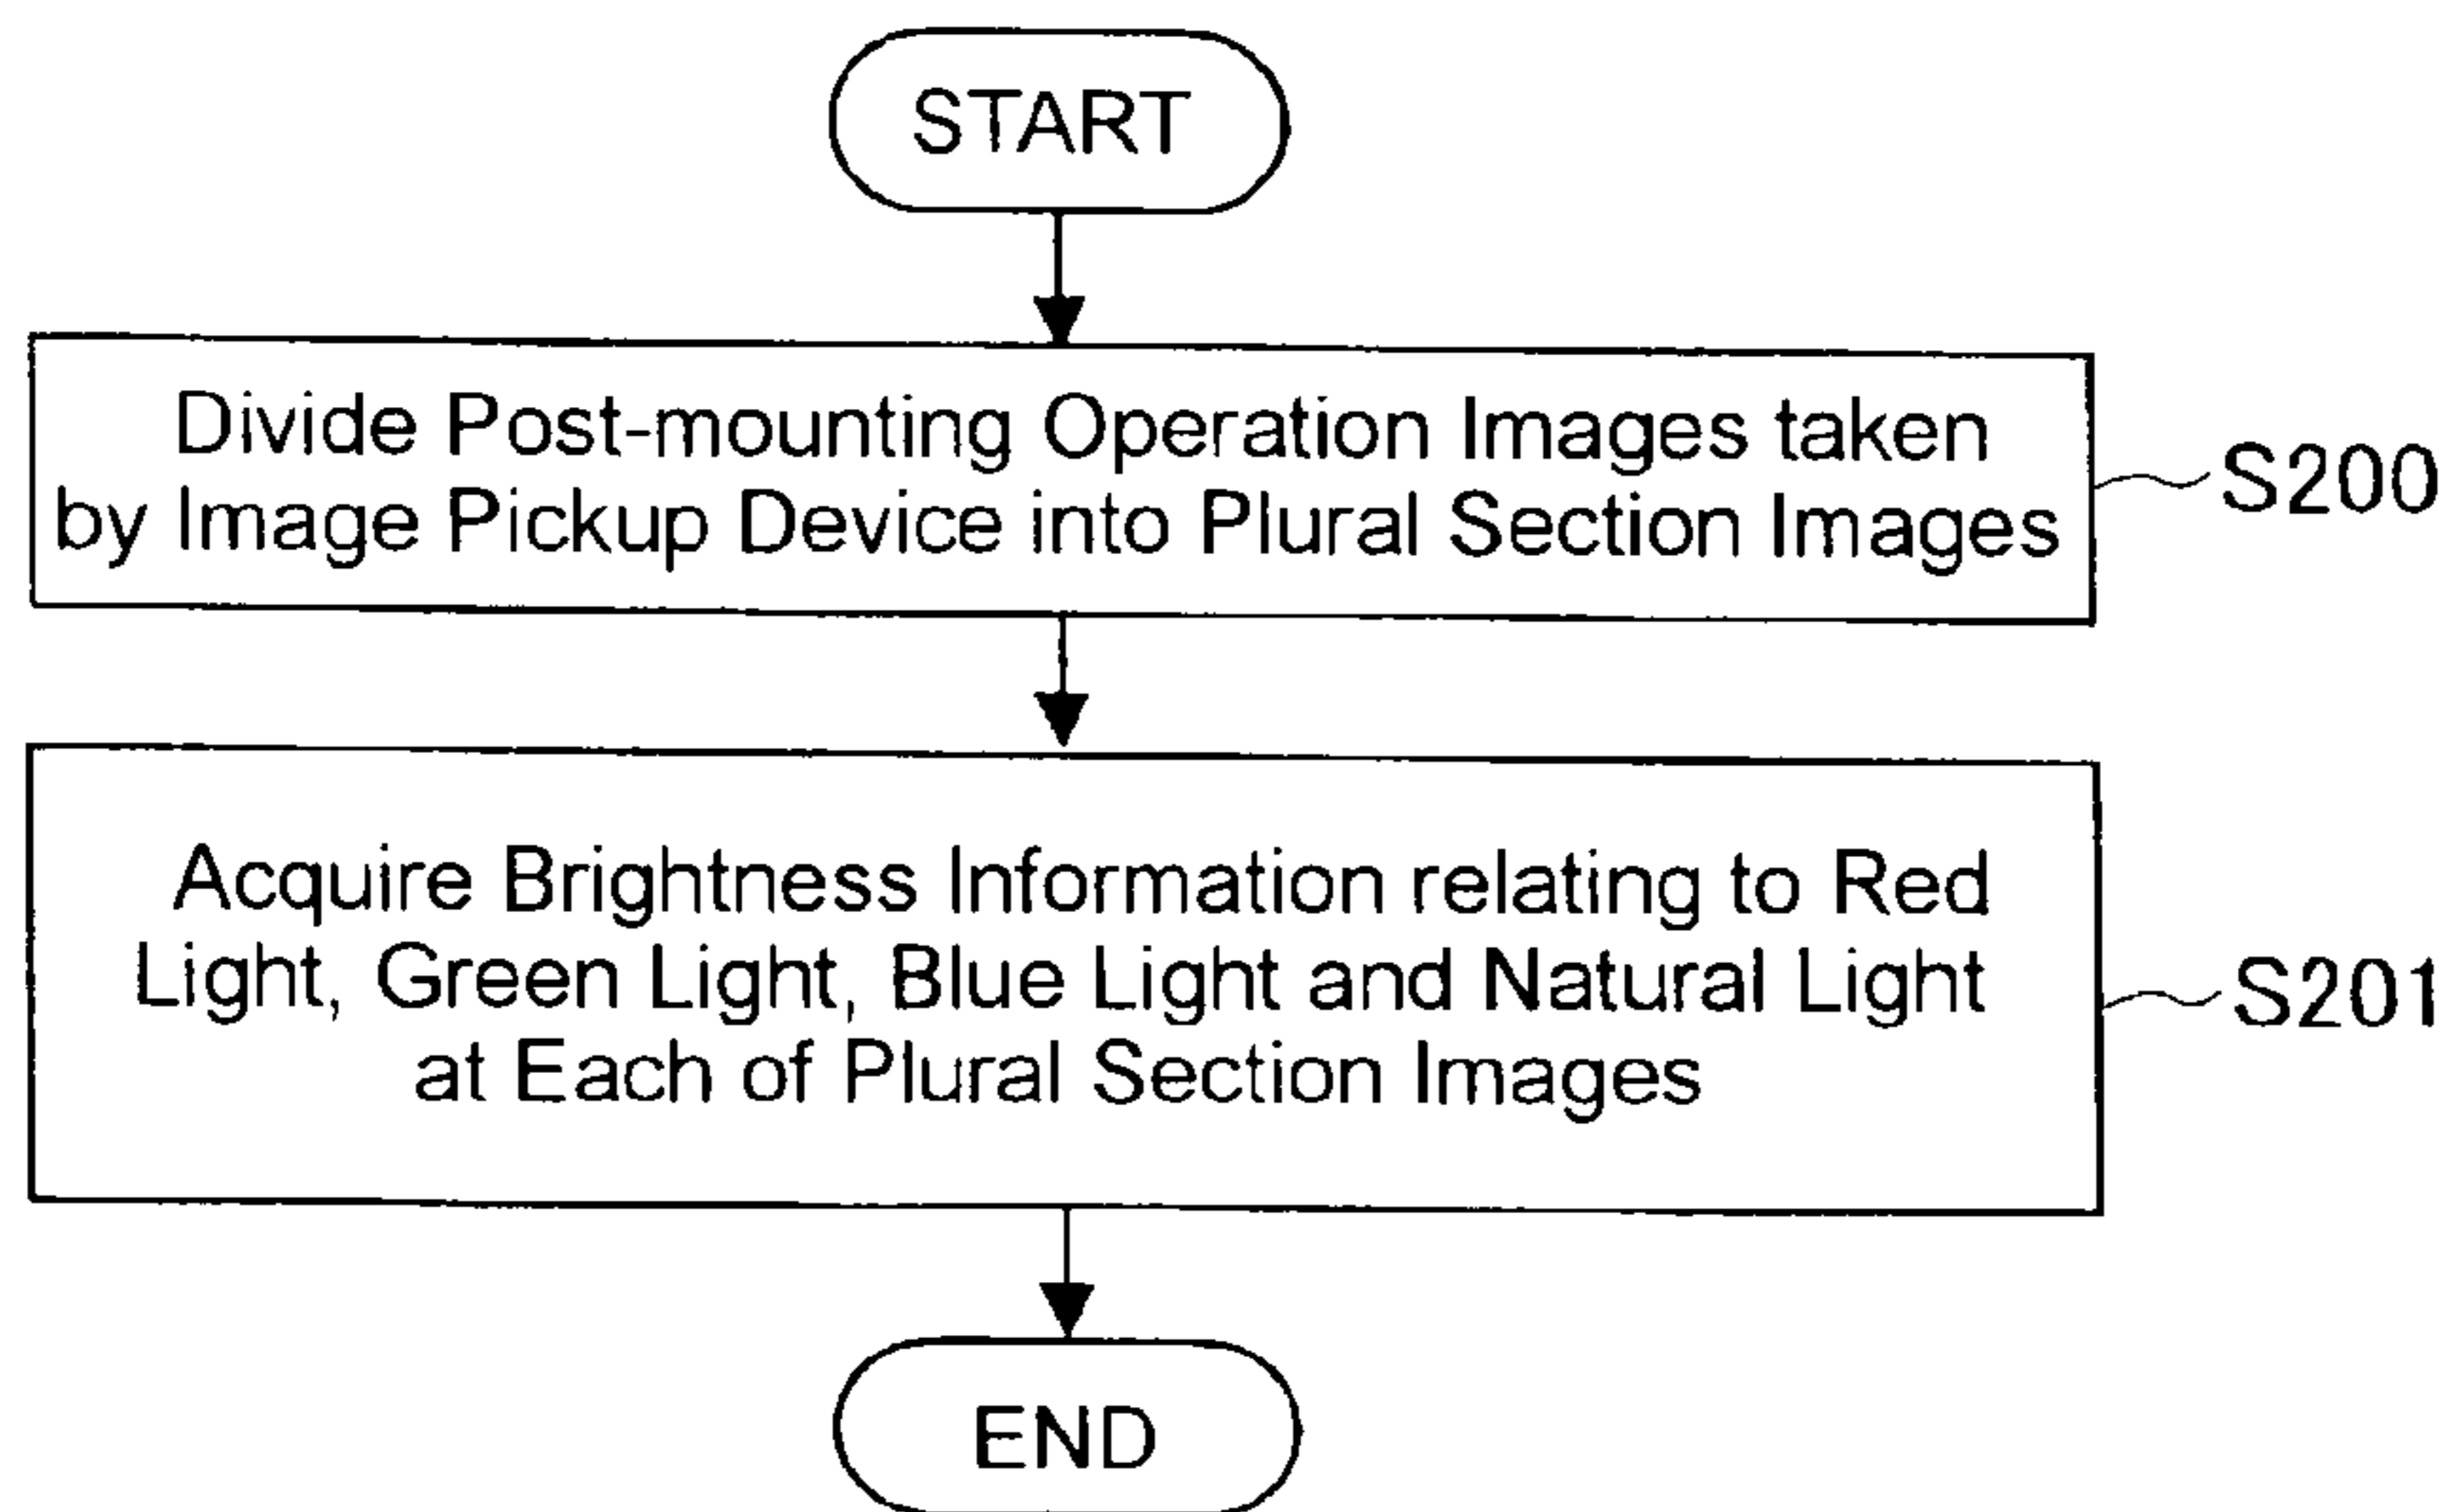 START
Divide Post-mounting Operation Images taken
by Image Pickup Device into Plural Section Images
S200
Acquire Brightness Information relating to Red
Light, Green Light, Blue Light and Natural Light
at Each of Plural Section Images
S201
END